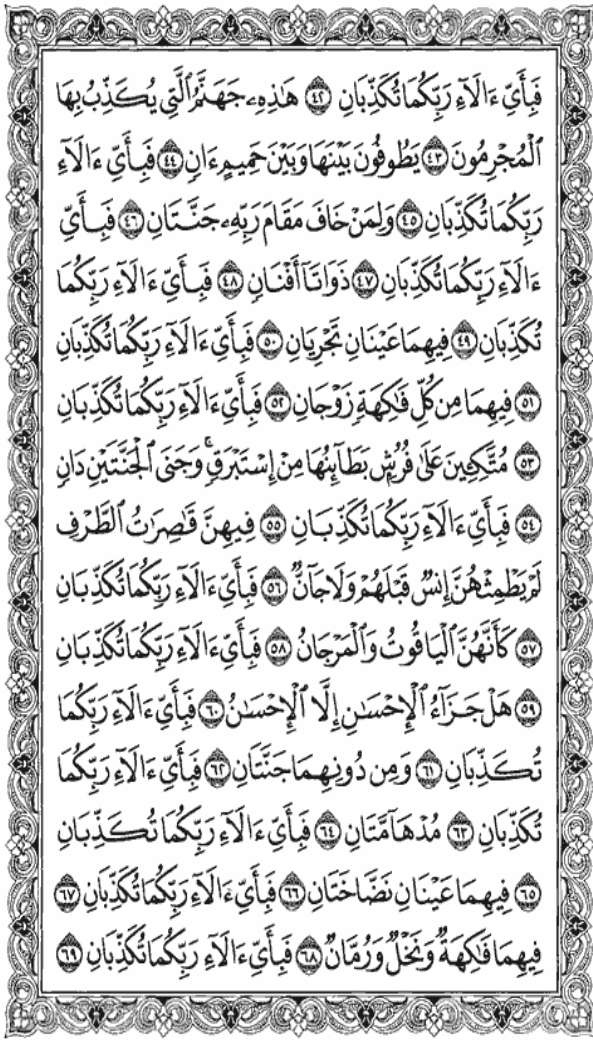 فَبِأَيِّ ءَالَآءِ رَبِّكُمَا تُكَذِّبَانِ ٤٢ هَٰذِهِۦ جَهَنَّمُ ٱلَّتِي يُكَذِّبُ بِهَا
ٱلْمُجْرِمُونَ ٤٣ يَطُوفُونَ بَيْنَهَا وَبَيْنَ حَمِيمٍ ءَانٍ ٤٤ فَبِأَيِّ ءَالَآءِ
رَبِّكُمَا تُكَذِّبَانِ ٤٥ وَلِمَنْ خَافَ مَقَامَ رَبِّهِۦ جَنَّتَانِ ٤٦ فَبِأَيِّ
ءَالَآءِ رَبِّكُمَا تُكَذِّبَانِ ٤٧ ذَوَاتَآ أَفْنَانٍ ٤٨ فَبِأَيِّ ءَالَآءِ رَبِّكُمَا
تُكَذِّبَانِ ٤٩ فِيهِمَا عَيْنَانِ تَجْرِيَانِ ٥٠ فَبِأَيِّ ءَالَآءِ رَبِّكُمَا تُكَذِّبَانِ
٥١ فِيهِمَا مِن كُلِّ فَٰكِهَةٍ زَوْجَانِ ٥٢ فَبِأَيِّ ءَالَآءِ رَبِّكُمَا تُكَذِّبَانِ
٥٣ مُتَّكِـِٔينَ عَلَىٰ فُرُشٍۭ بَطَآئِنُهَا مِنْ إِسْتَبْرَقٍ ۚ وَجَنَى ٱلْجَنَّتَيْنِ دَانٍ
٥٤ فَبِأَيِّ ءَالَآءِ رَبِّكُمَا تُكَذِّبَانِ ٥٥ فِيهِنَّ قَٰصِرَٰتُ ٱلطَّرْفِ
لَمْ يَطْمِثْهُنَّ إِنسٌ قَبْلَهُمْ وَلَا جَآنٌّ ٥٦ فَبِأَيِّ ءَالَآءِ رَبِّكُمَا تُكَذِّبَانِ
٥٧ كَأَنَّهُنَّ ٱلْيَاقُوتُ وَٱلْمَرْجَانُ ٥٨ فَبِأَيِّ ءَالَآءِ رَبِّكُمَا تُكَذِّبَانِ
٥٩ هَلْ جَزَآءُ ٱلْإِحْسَٰنِ إِلَّا ٱلْإِحْسَٰنُ ٦٠ فَبِأَيِّ ءَالَآءِ رَبِّكُمَا
تُكَذِّبَانِ ٦١ وَمِن دُونِهِمَا جَنَّتَانِ ٦٢ فَبِأَيِّ ءَالَآءِ رَبِّكُمَا
تُكَذِّبَانِ ٦٣ مُدْهَآمَّتَانِ ٦٤ فَبِأَيِّ ءَالَآءِ رَبِّكُمَا تُكَذِّبَانِ
٦٥ فِيهِمَا عَيْنَانِ نَضَّاخَتَانِ ٦٦ فَبِأَيِّ ءَالَآءِ رَبِّكُمَا تُكَذِّبَانِ ٦٧
فِيهِمَا فَٰكِهَةٌ وَنَخْلٌ وَرُمَّانٌ ٦٨ فَبِأَيِّ ءَالَآءِ رَبِّكُمَا تُكَذِّبَانِ ٦٩